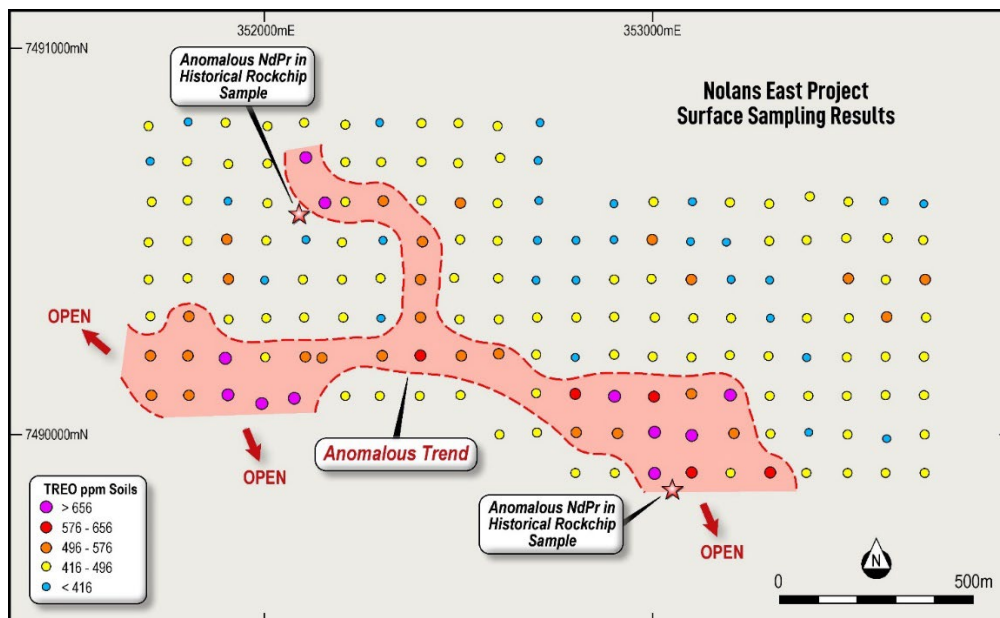 352000mE
353000mE
7491000mN
Anomalous NdPr in
Historical Rockchip
Sample
Nolans East Project
Surface Sampling Results
OPEN
7490000mN
Anomalous Trend
OPEN
TREO ppm Soils
> 656
576 - 656
496 - 576
416 - 496
< 416
Anomalous NdPr in
Historical Rockchip
Sample
OPEN
N
0
500m